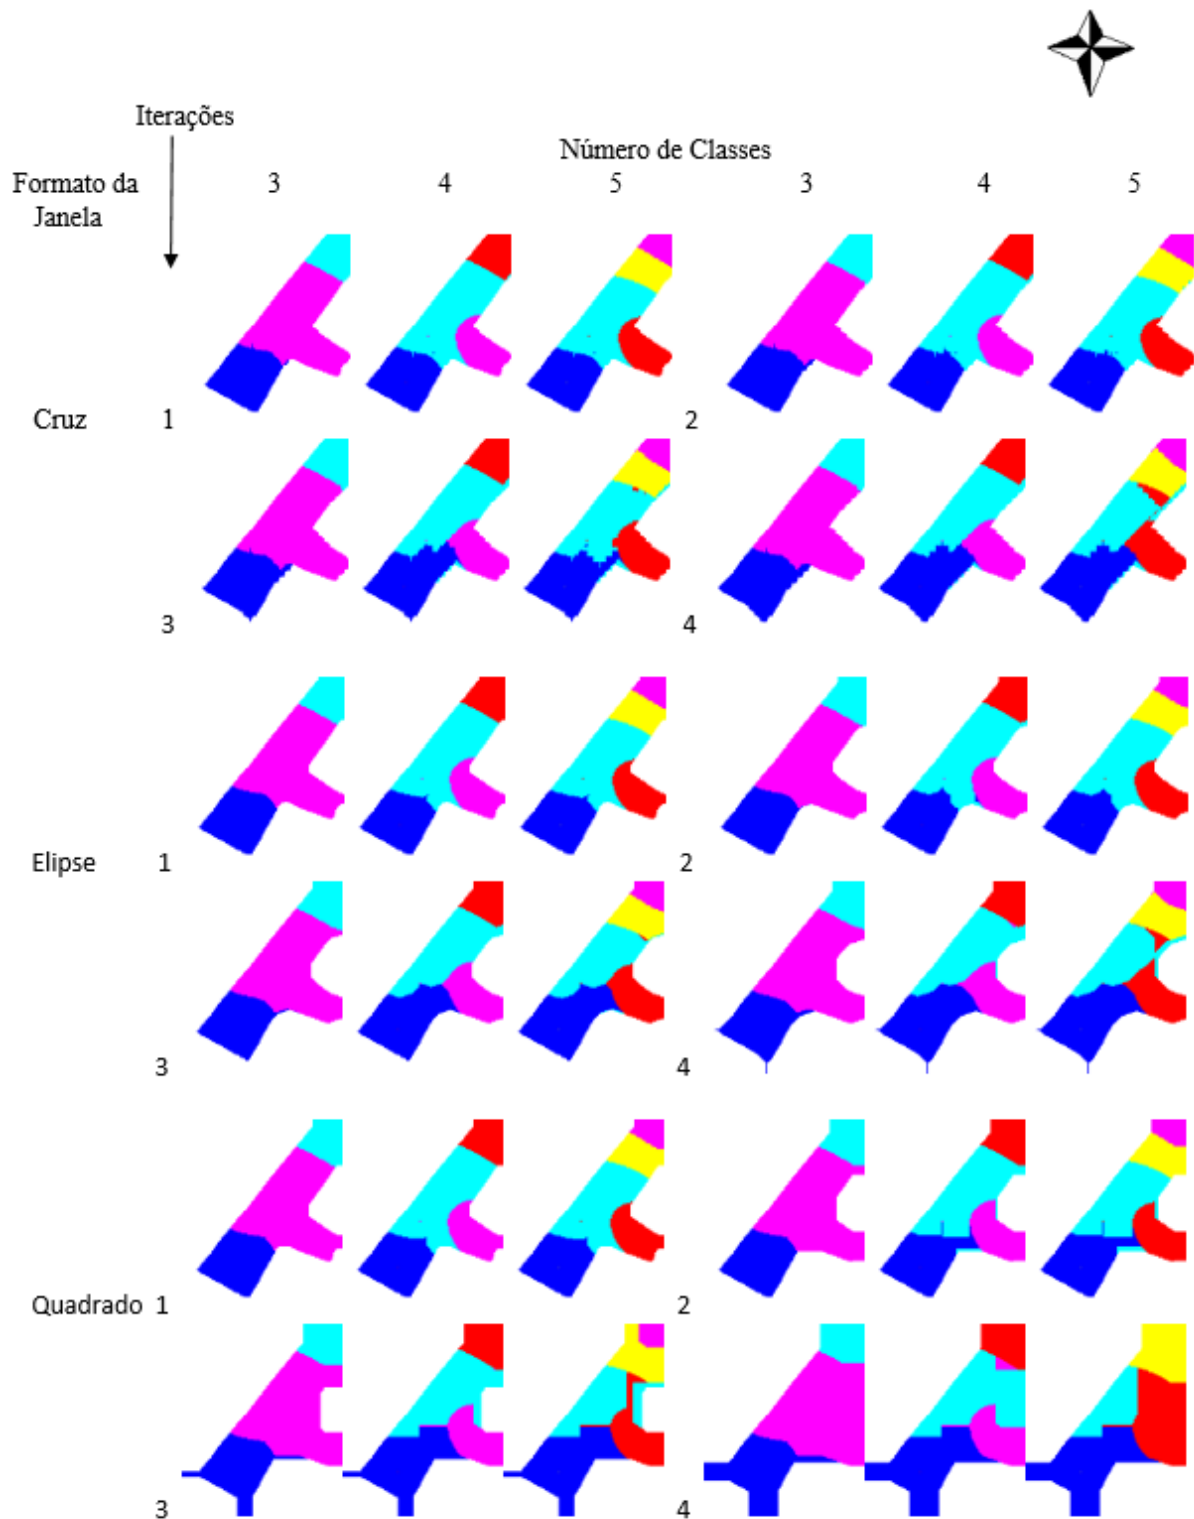 Iterações
Número de Classes
Formato da Janela
3 4 5 3 4 5
Cruz 1 2
3 4
Elipse 1 2
3 4
Quadrado 1 2
3 4